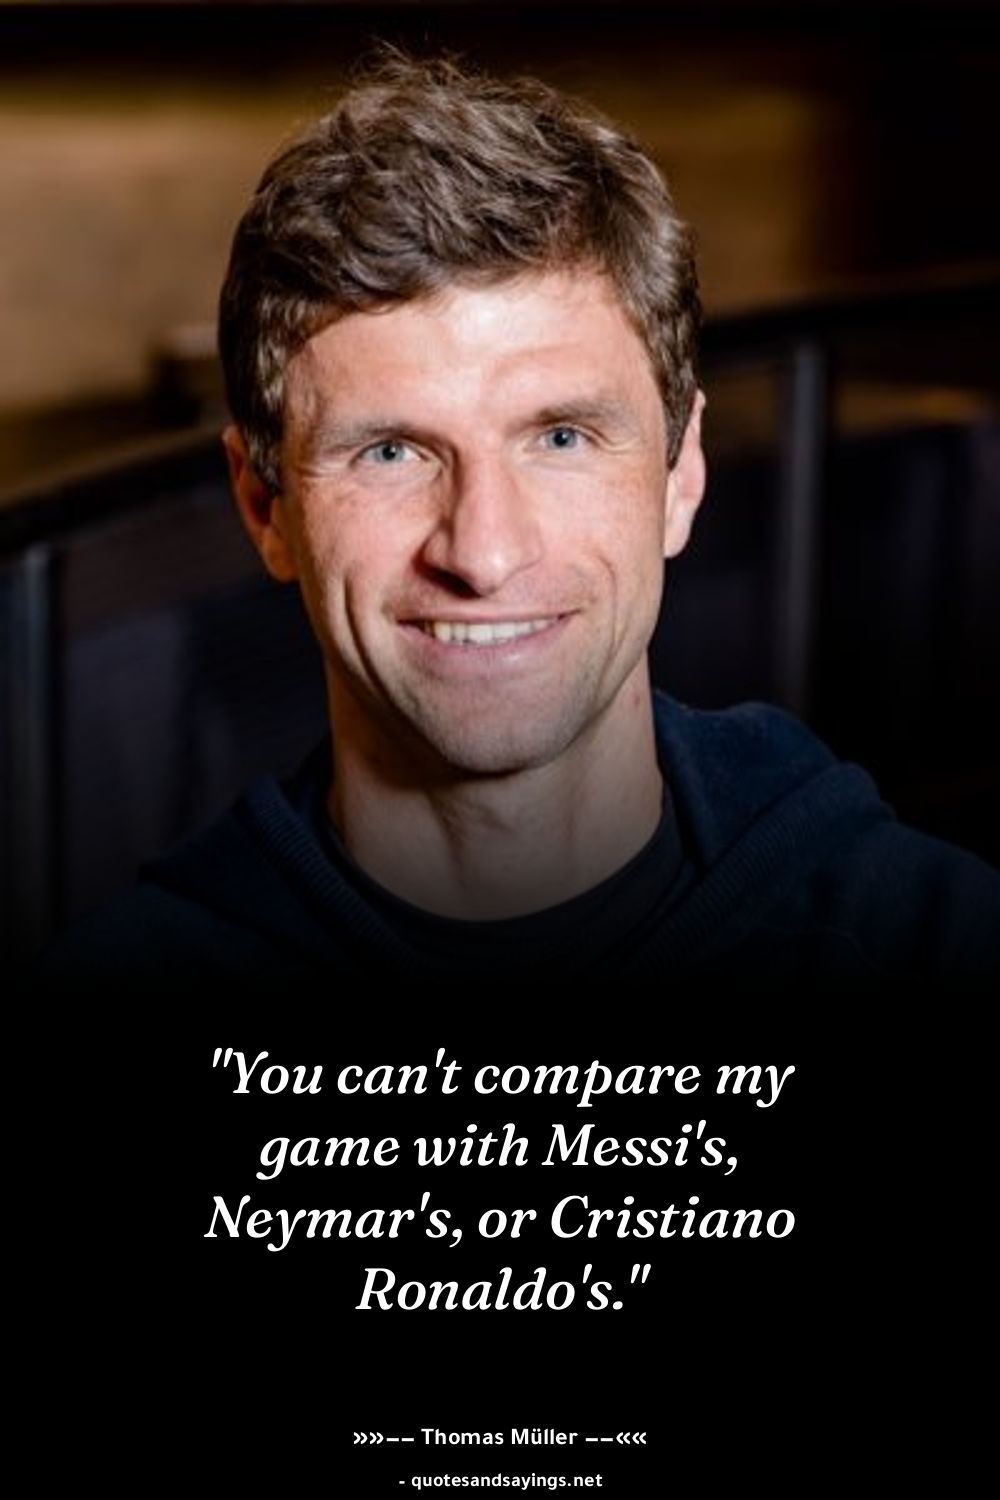 "You can't compare my
game with Messi's,
Neymar's, or Cristiano
Ronaldo's."
»»–– Thomas Müller ––««
- quotesandsayings.net